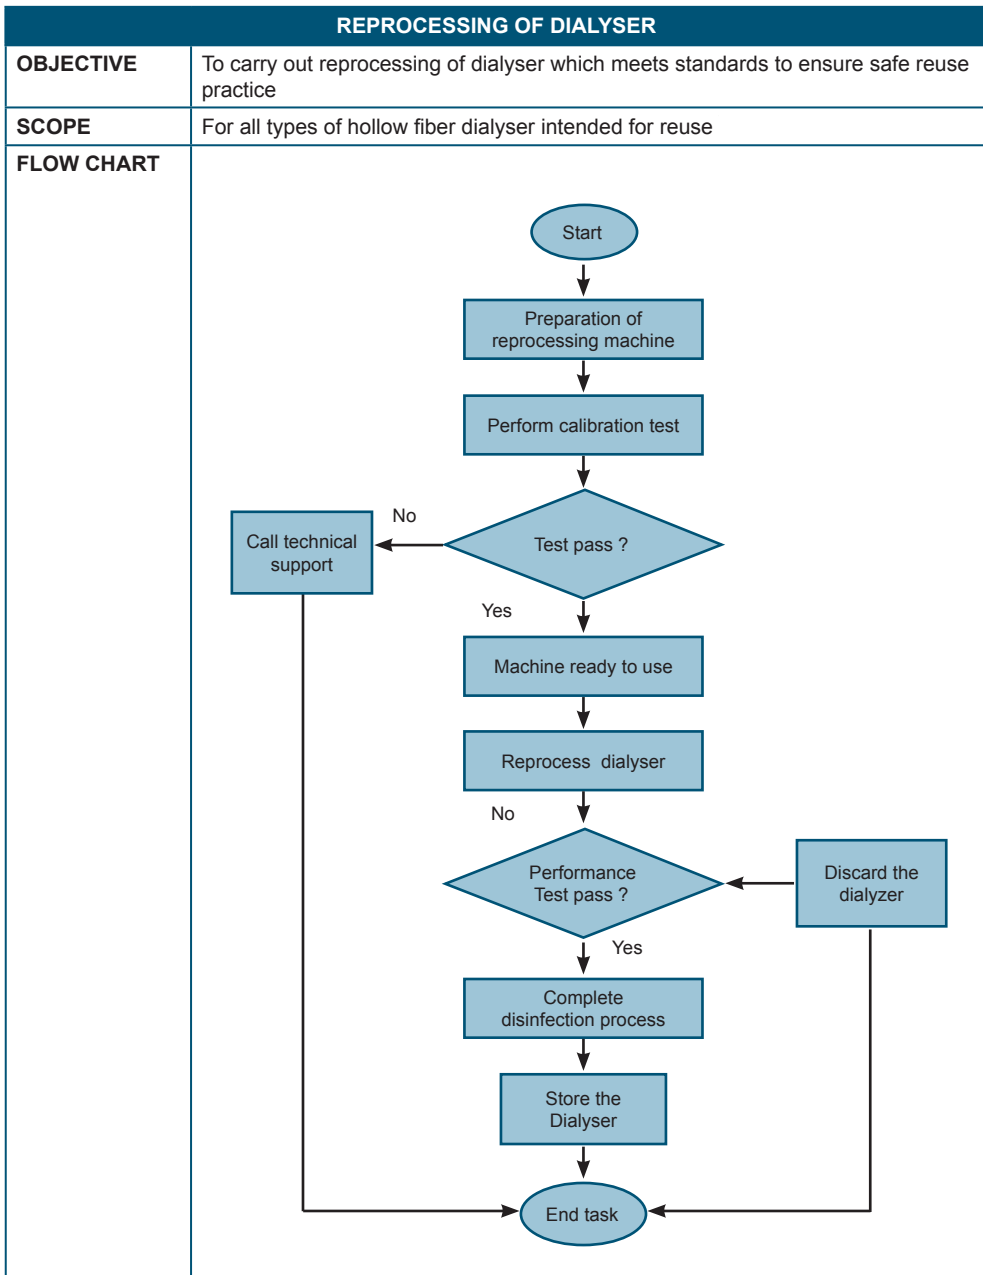 REPROCESSING OF DIALYSER
OBJECTIVE
To carry out reprocessing of dialyser which meets standards to ensure safe reuse
practice
SCOPE
For all types of hollow fiber dialyser intended for reuse
FLOW CHART
Start
Preparation of
reprocessing machine
Perform calibration test
Test pass ?
No
Call technical
support
Yes
Machine ready to use
Reprocess dialyser
No
Performance
Test pass ?
Discard the
dialyzer
Yes
Complete
disinfection process
Store the
Dialyser
End task